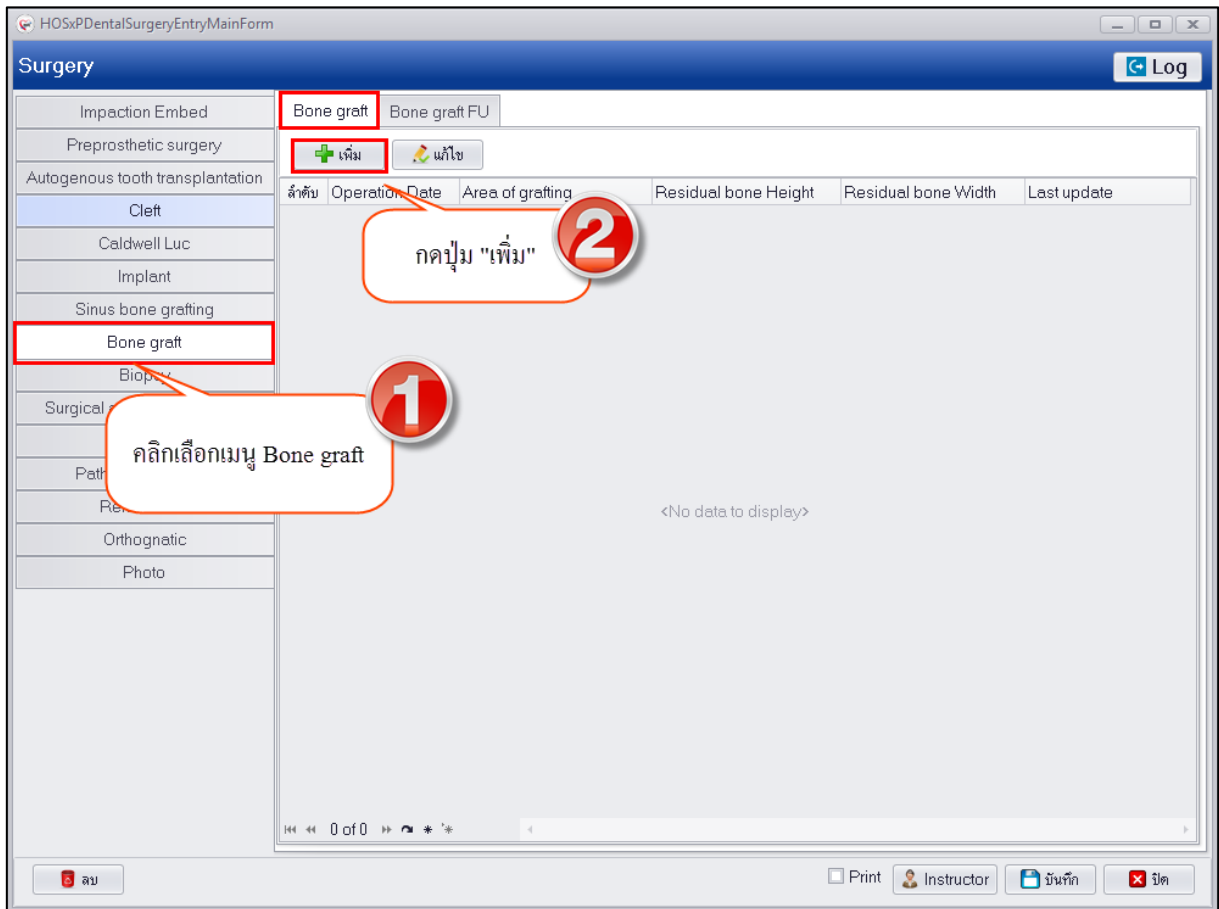 HOSxPDentalSurgeryEntryMainForm
Surgery
Log
Impaction Embed
Preprosthetic surgery
Autogenous tooth transplantation
Cleft
Caldwell Luc
Implant
Sinus bone grafting
Bone graft
Surgical
Orthognatic
Photo
Bone graft
Bone graft FU
เพิ่ม
แก้ไข
ลำดับ
Operation Date
Area of grafting
Residual bone Height
Residual bone Width
Last update
กดปุ่ม "เพิ่ม"
2
1
คลิกเลือกเมนู Bone graft
<No data to display>
0 of 0
ลบ
Print
Instructor
บันทึก
ปิด